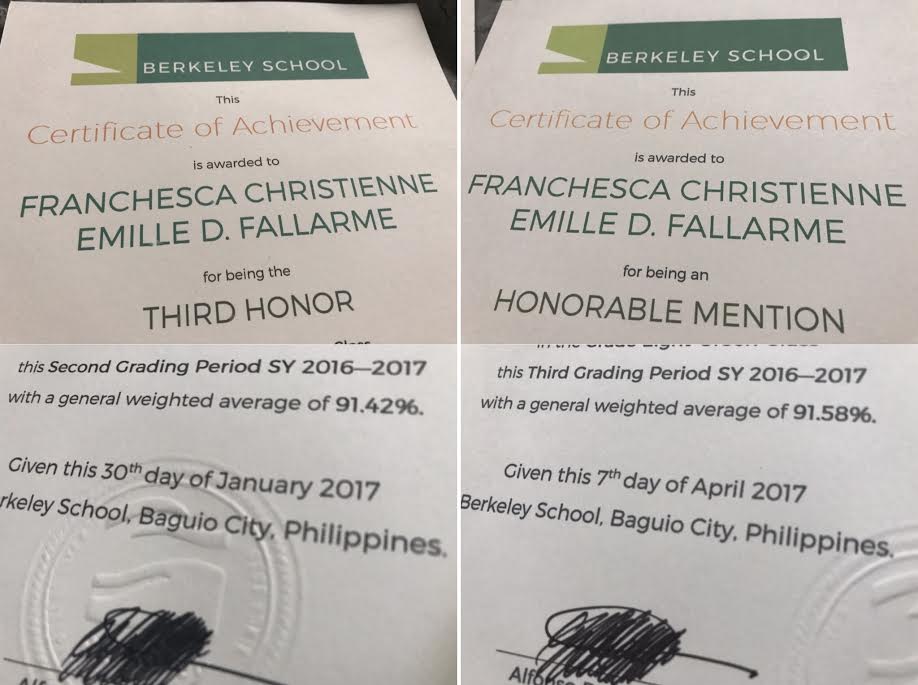 BERKELEY SCHOOL
This
Certificate of Achievement
is awarded to
FRANCHESCA CHRISTIENNE
EMILLE D. FALLARME
for being the
THIRD HONOR
this Second Grading Period SY 2016—2017
with a general weighted average of 91.42%.
Given this 30th day of January 2017
rkeley School, Baguio City, Philippines.
BERKELEY SCHOOL
This
Certificate of Achievement
is awarded to
FRANCHESCA CHRISTIENNE
EMILLE D. FALLARME
for being an
HONORABLE MENTION
this Third Grading Period SY 2016—2017
with a general weighted average of 91.58%.
Given this 7th day of April 2017
Berkeley School, Baguio City, Philippines.